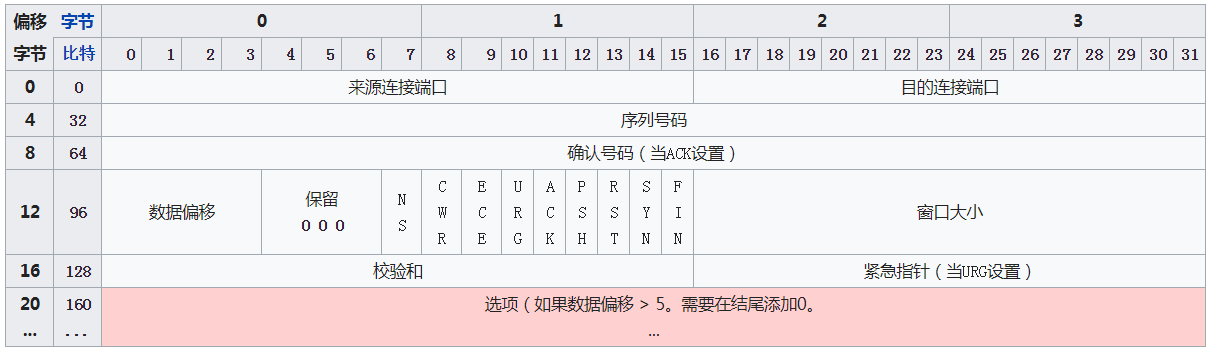 偏移 字节 0 1 2 3
字节 比特 0 1 2 3 4 5 6 7 8 9 10 11 12 13 14 15 16 17 18 19 20 21 22 23 24 25 26 27 28 29 30 31
0 0 来源连接端口 目的连接端口
4 32 序列号码
8 64 确认号码（当ACK设置）
12 96 数据偏移 保留 0 0 0 NS CWR ECE URG ACK PSH RST SYN FIN 窗口大小
16 128 校验和 紧急指针（当URG设置）
20 160 选项（如果数据偏移 > 5。需要在结尾添加0。
... ... ...